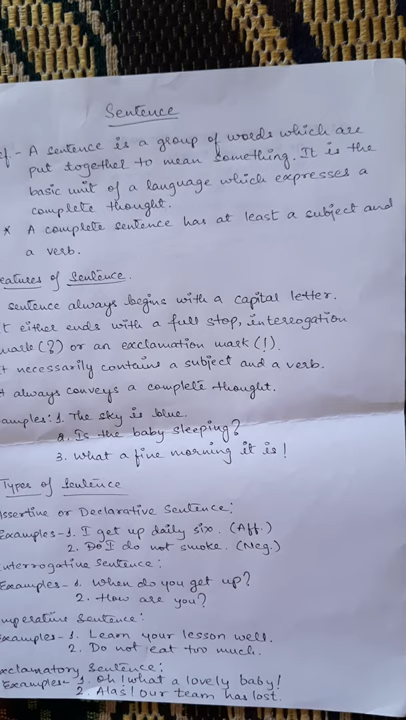 Sentence
ef - A sentence is a group of words which are
put together to mean something. It is the
basic unit of a language which expresses a
complete thought.
* A complete sentence has at least a subject and
a verb.
eatures of Sentence.
sentence always begins with a capital letter.
t either ends with a full stop, interrogation
mark (?) or an exclamation mark (!).
t necessarily contains a subject and a verb.
t always conveys a complete thought.
amples: 1. The sky is blue.
2. Is the baby sleeping?
3. What a fine morning it is!
Types of Sentence
ssertive or Declarative Sentence:
Examples - 1. I get up daily six. (Aff.)
2. I do not smoke. (Neg.)
nterrogative Sentence:
Examples - 1. When do you get up?
2. How are you?
mperative Sentence:
Examples - 1. Learn your lesson well.
2. Do not eat too much.
xclamatory Sentence:
Examples - 1. Oh! what a lovely baby!
2. Alas! Our team has lost.